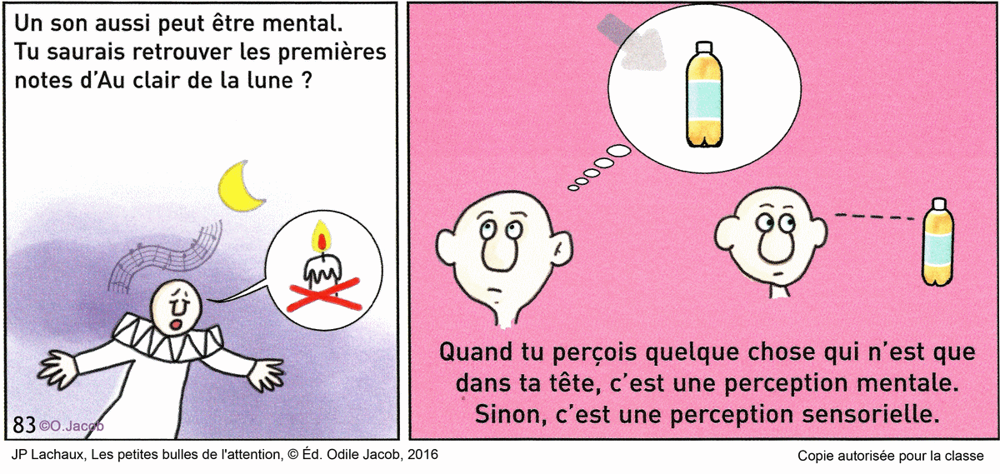 Un son aussi peut être mental.
Tu saurais retrouver les premières
notes d'Au clair de la lune ?
Quand tu perçois quelque chose qui n'est que
dans ta tête, c'est une perception mentale.
Sinon, c'est une perception sensorielle.
83 ©O.Jacob
JP Lachaux, Les petites bulles de l'attention, © Éd. Odile Jacob, 2016
Copie autorisée pour la classe